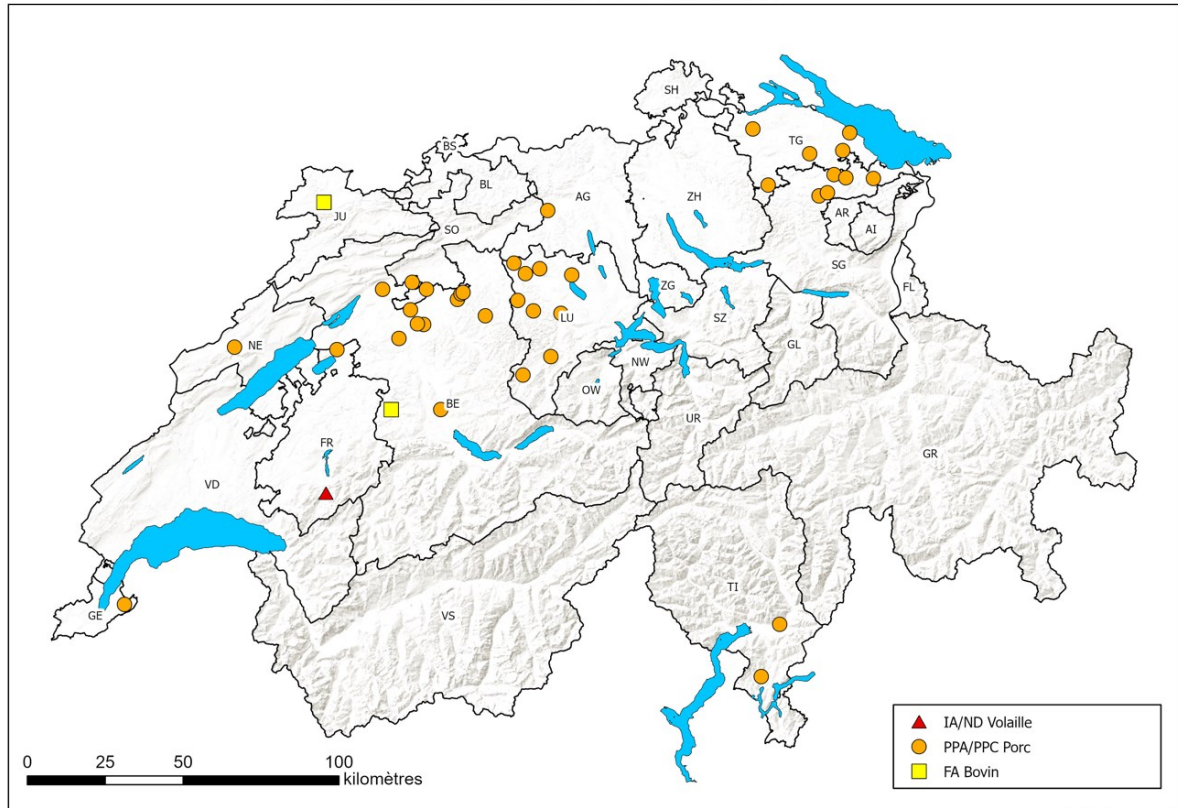 SH
BS
TG
BL
AG
ZH
JU
SO
AR
AI
SG
FL
ZG
LU
SZ
NE
GL
NW
OW
BE
UR
FR
GR
VD
TI
GE
VS
IA/ND Volaille
PPA/PPC Porc
FA Bovin
0 25 50 100
kilomètres